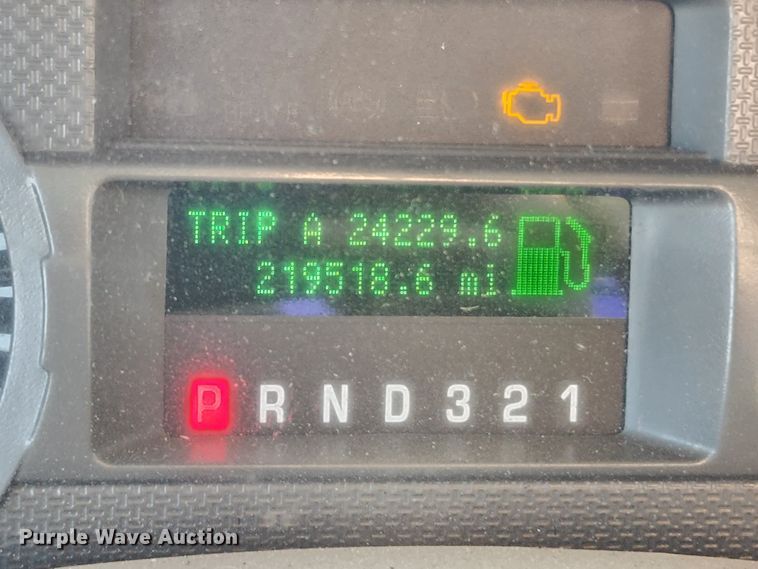 TRIP A 24229.6
219518.6 mi
P R N D 3 2 1
Purple Wave Auction